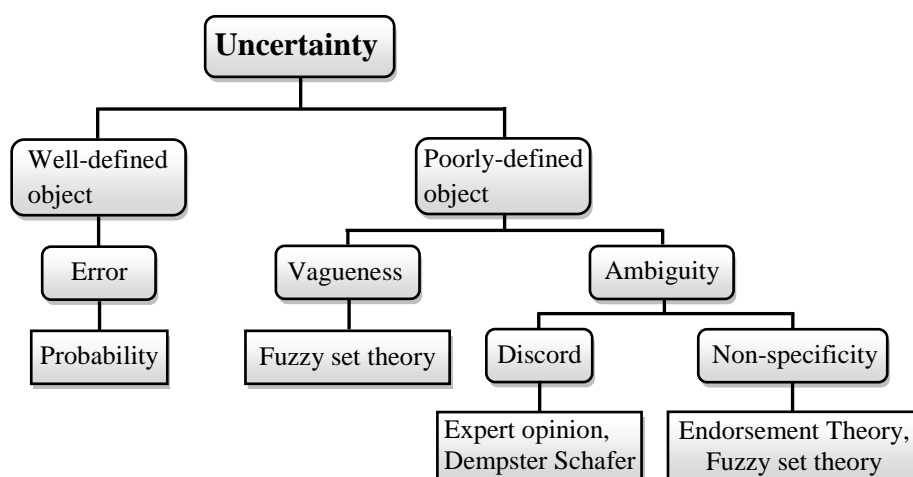 Uncertainty
Well-defined
object
Poorly-defined
object
Error
Vagueness
Ambiguity
Probability
Fuzzy set theory
Discord
Non-specificity
Expert opinion,
Dempster Schafer
Endorsement Theory,
Fuzzy set theory